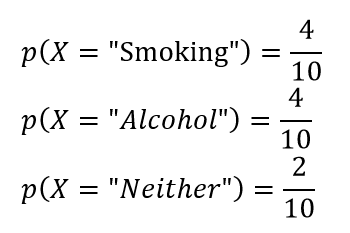 p(X = "Smoking") = 4/10
p(X = "Alcohol") = 4/10
p(X = "Neither") = 2/10